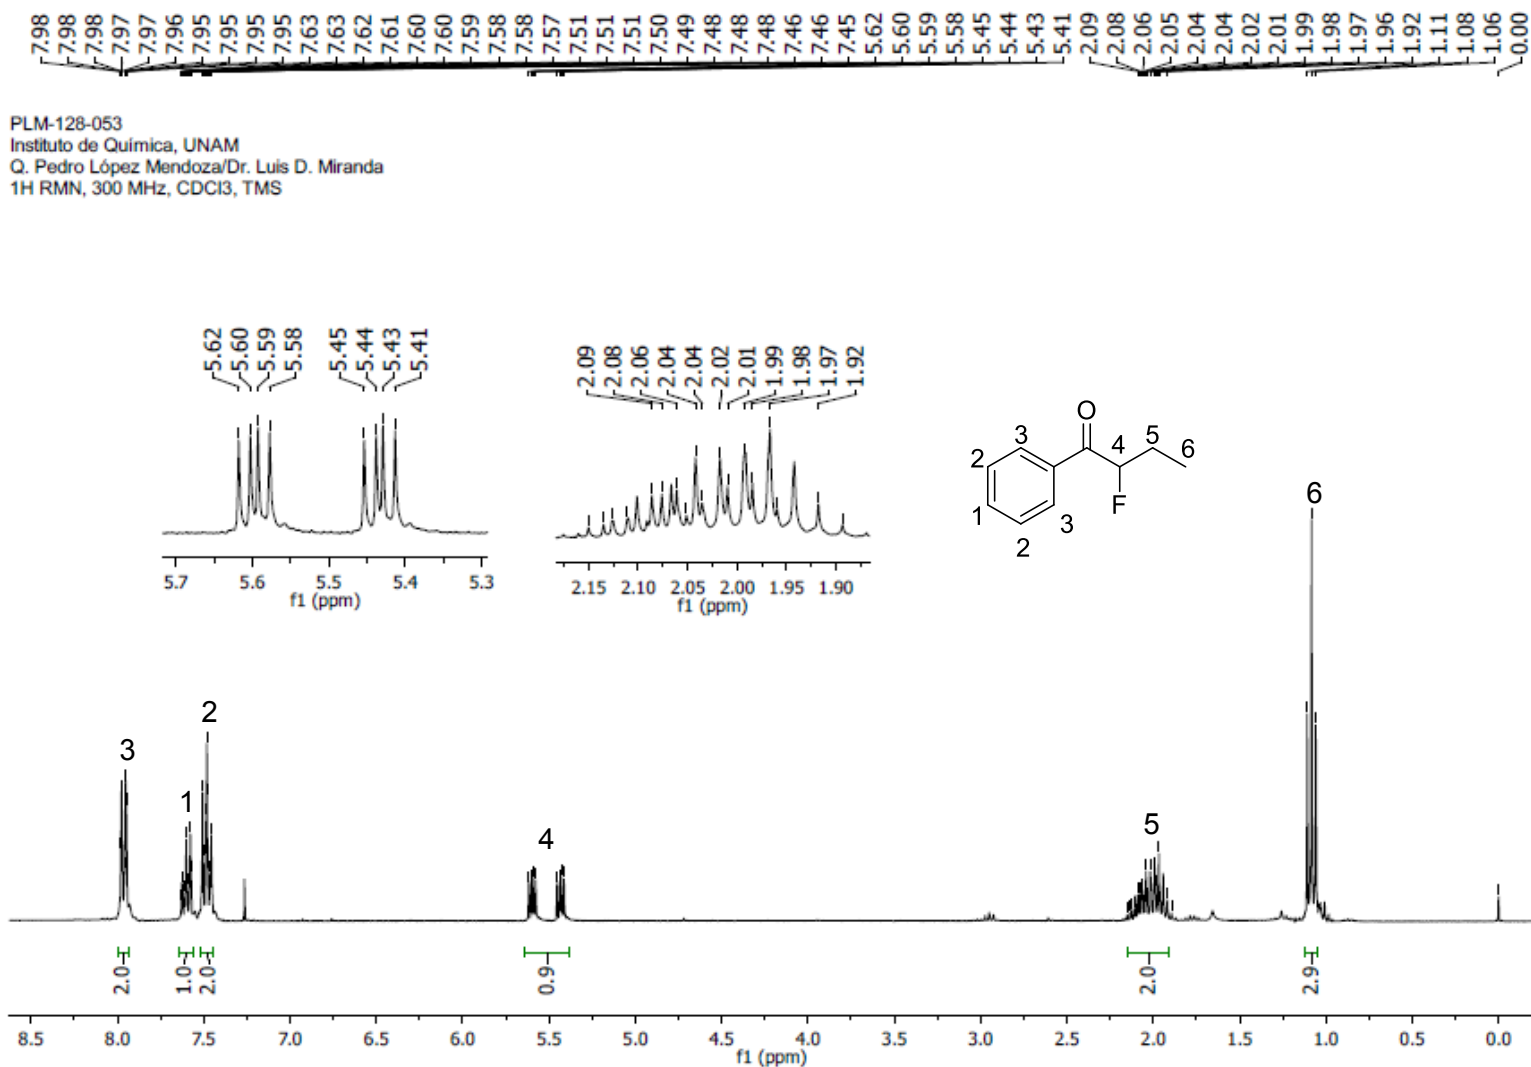 7.98 7.98 7.98 7.97 7.97 7.96 7.95 7.95 7.95 7.95 7.63 7.63 7.62 7.61 7.60 7.60 7.59 7.58 7.58 7.57 7.51 7.51 7.51 7.50 7.49 7.48 7.48 7.48 7.46 7.46 7.45 5.62 5.60 5.59 5.58 5.45 5.44 5.43 5.41 2.09 2.08 2.06 2.05 2.04 2.04 2.02 2.01 1.99 1.98 1.97 1.96 1.92 1.11 1.08 1.06 0.00
PLM-128-053
Instituto de Química, UNAM
Q. Pedro López Mendoza/Dr. Luis D. Miranda
1H RMN, 300 MHz, CDCl3, TMS
5.62 5.60 5.59 5.58 5.45 5.44 5.43 5.41
5.7 5.6 5.5 5.4 5.3
f1 (ppm)
2.09 2.08 2.06 2.04 2.04 2.02 2.01 1.99 1.98 1.97 1.92
2.15 2.10 2.05 2.00 1.95 1.90
f1 (ppm)
O
3 4 5
2 6
F
1 3
2
6
2
3
1
4
5
2.0 1.0 2.0 0.9 2.0 2.9
8.5 8.0 7.5 7.0 6.5 6.0 5.5 5.0 4.5 4.0 3.5 3.0 2.5 2.0 1.5 1.0 0.5 0.0
f1 (ppm)